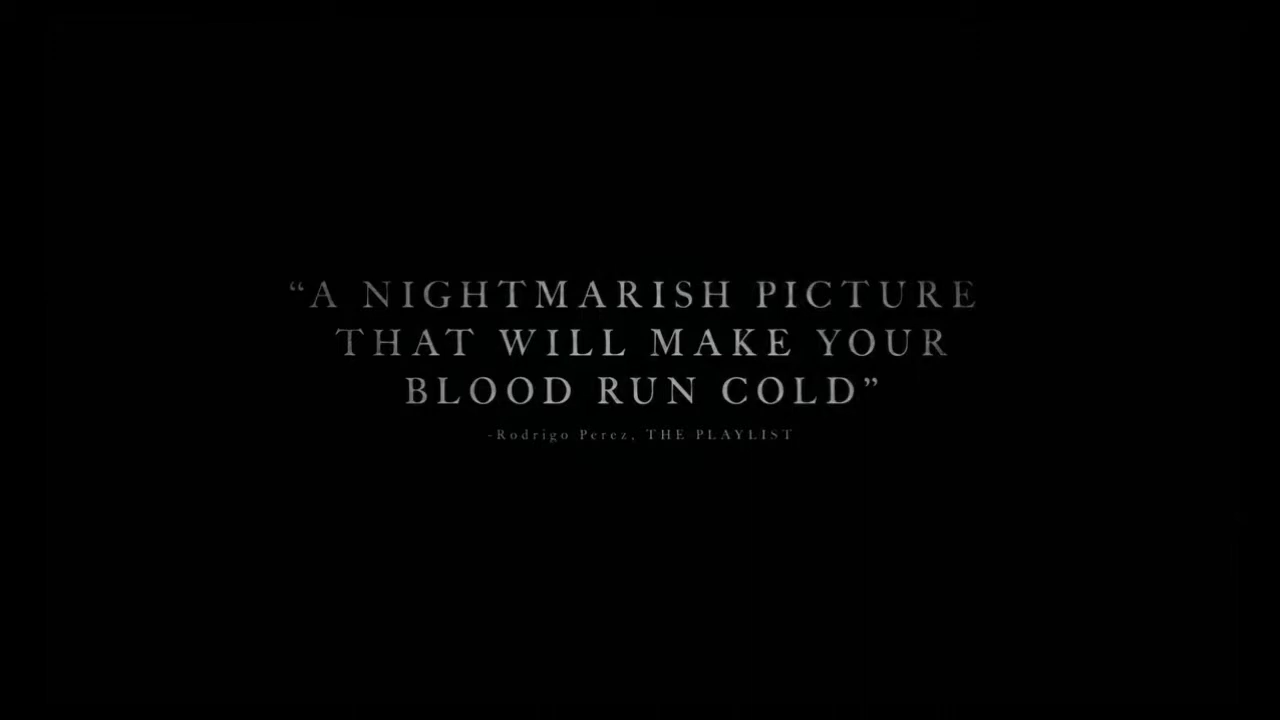 “A NIGHTMARISH PICTURE
THAT WILL MAKE YOUR
BLOOD RUN COLD”
-Rodrigo Perez, THE PLAYLIST